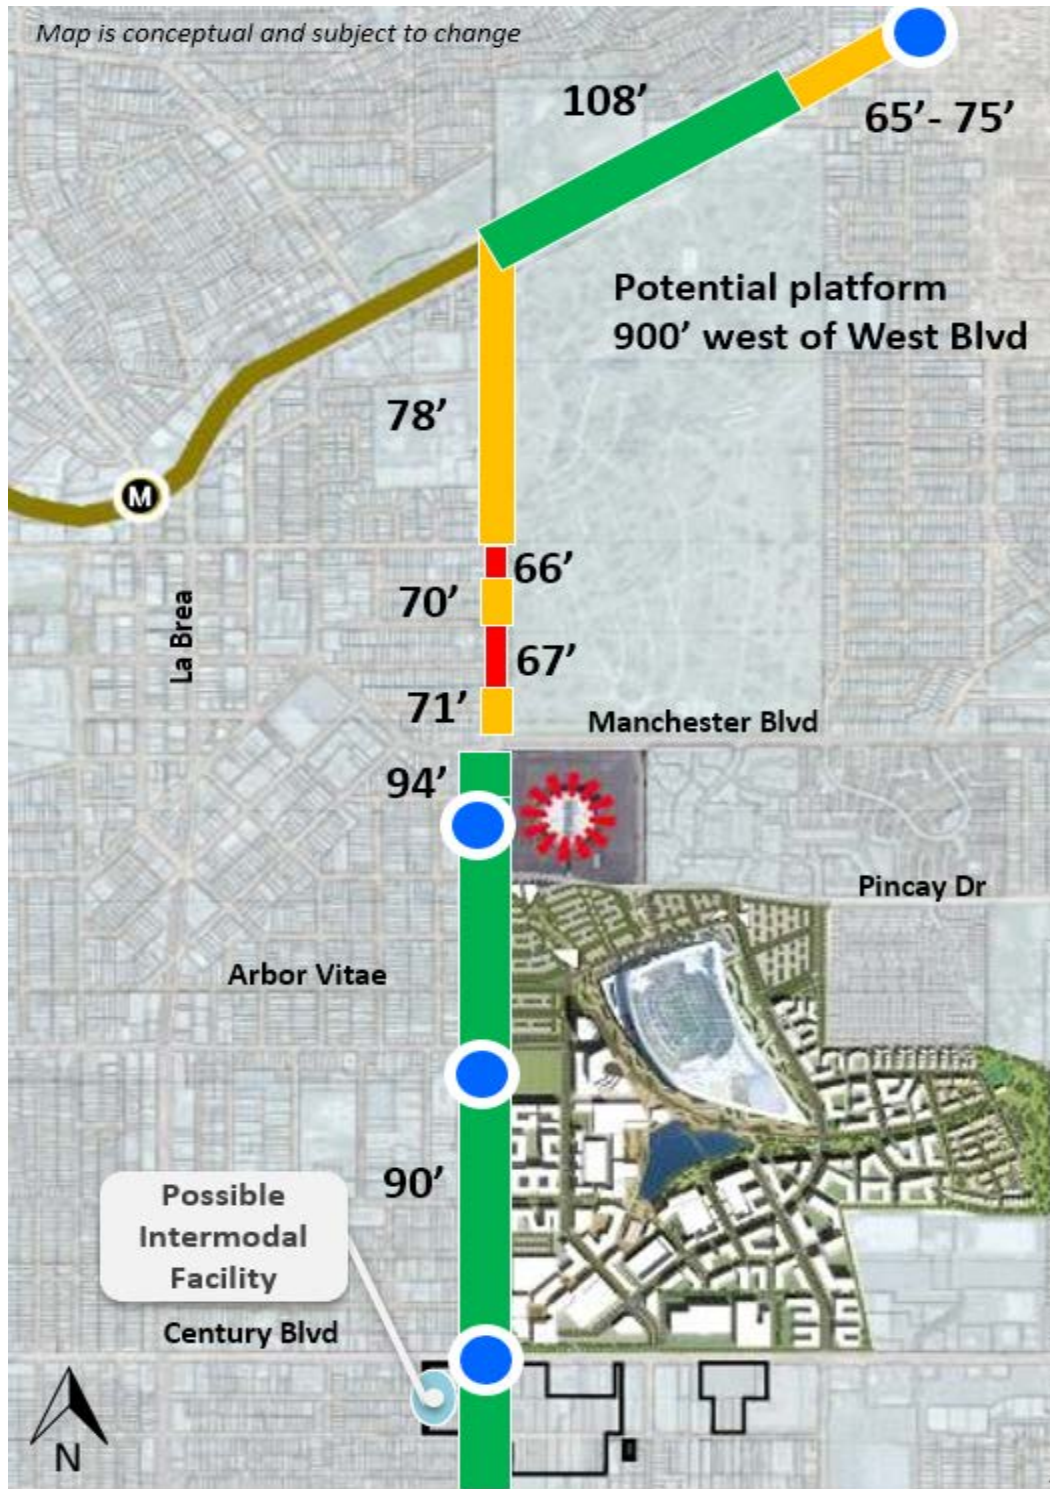 Map is conceptual and subject to change
108’
65’- 75’
Potential platform
900’ west of West Blvd
78’
M
66’
70’
La Brea
67’
71’
Manchester Blvd
94’
Pincay Dr
Arbor Vitae
90’
Possible
Intermodal
Facility
Century Blvd
N